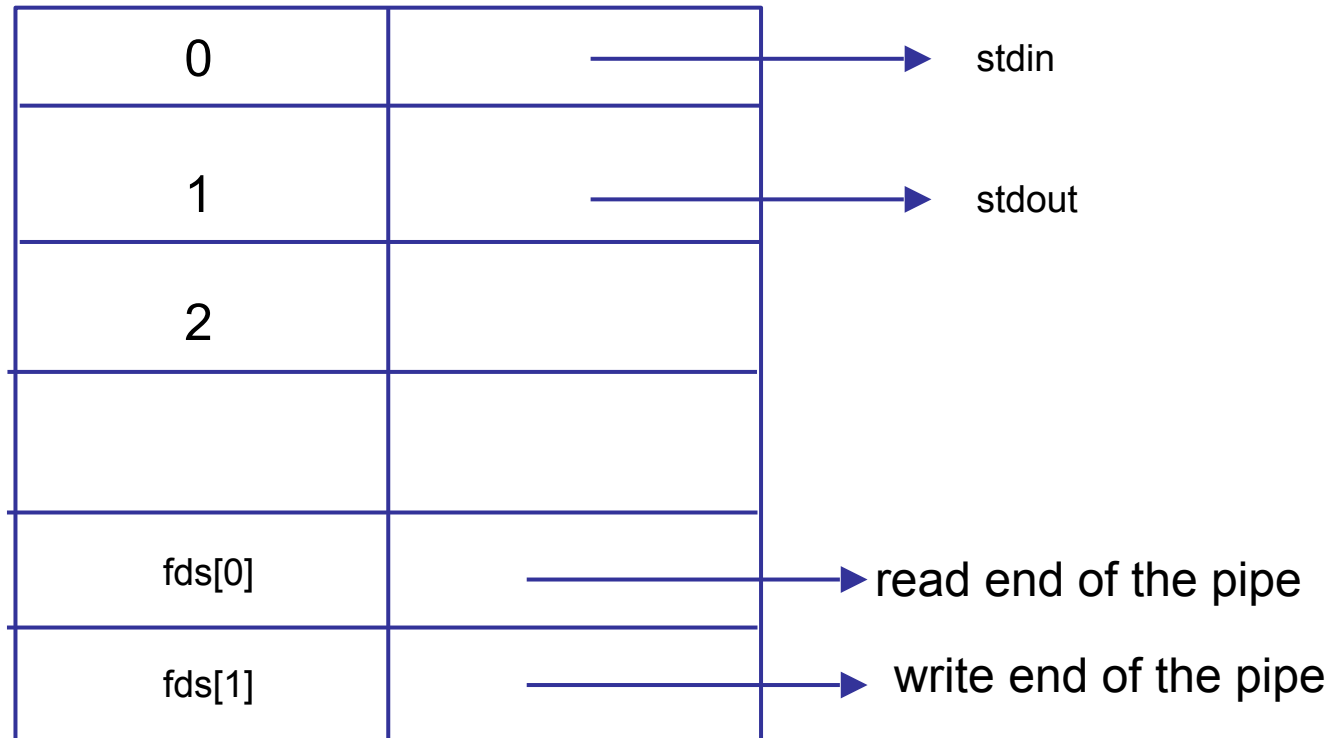 0
stdin
1
stdout
2
fds[0]
read end of the pipe
fds[1]
write end of the pipe